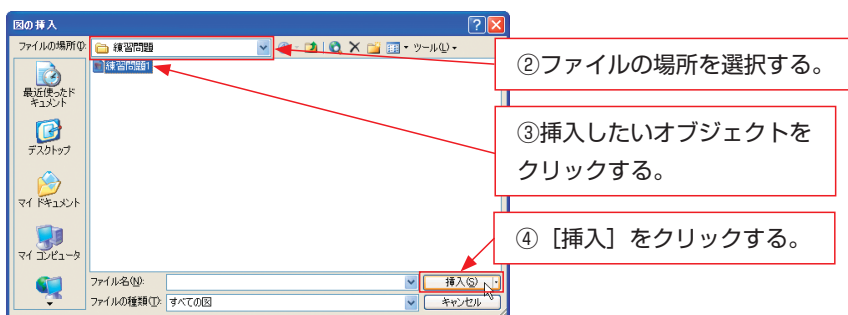 図の挿入
ファイルの場所(I):
練習問題
ツール(L)
練習問題1
最近使ったド
キュメント
デスクトップ
マイ ドキュメント
マイ コンピュータ
ファイル名(N):
挿入(S)
ファイルの種類(T):
すべての図
キャンセル
②ファイルの場所を選択する。
③挿入したいオブジェクトを
クリックする。
④［挿入］をクリックする。